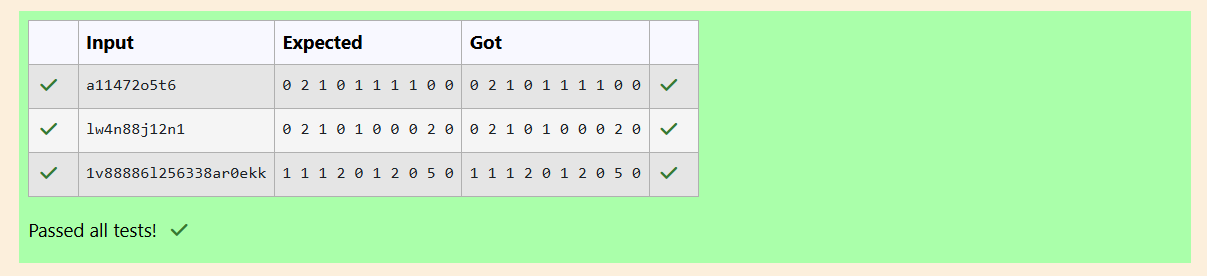 Input Expected Got
a11472o5t6 0 2 1 0 1 1 1 1 0 0 0 2 1 0 1 1 1 1 0 0
lw4n88j12n1 0 2 1 0 1 0 0 0 2 0 0 2 1 0 1 0 0 0 2 0
1v88886l256338ar0ekk 1 1 1 2 0 1 2 0 5 0 1 1 1 2 0 1 2 0 5 0
Passed all tests!